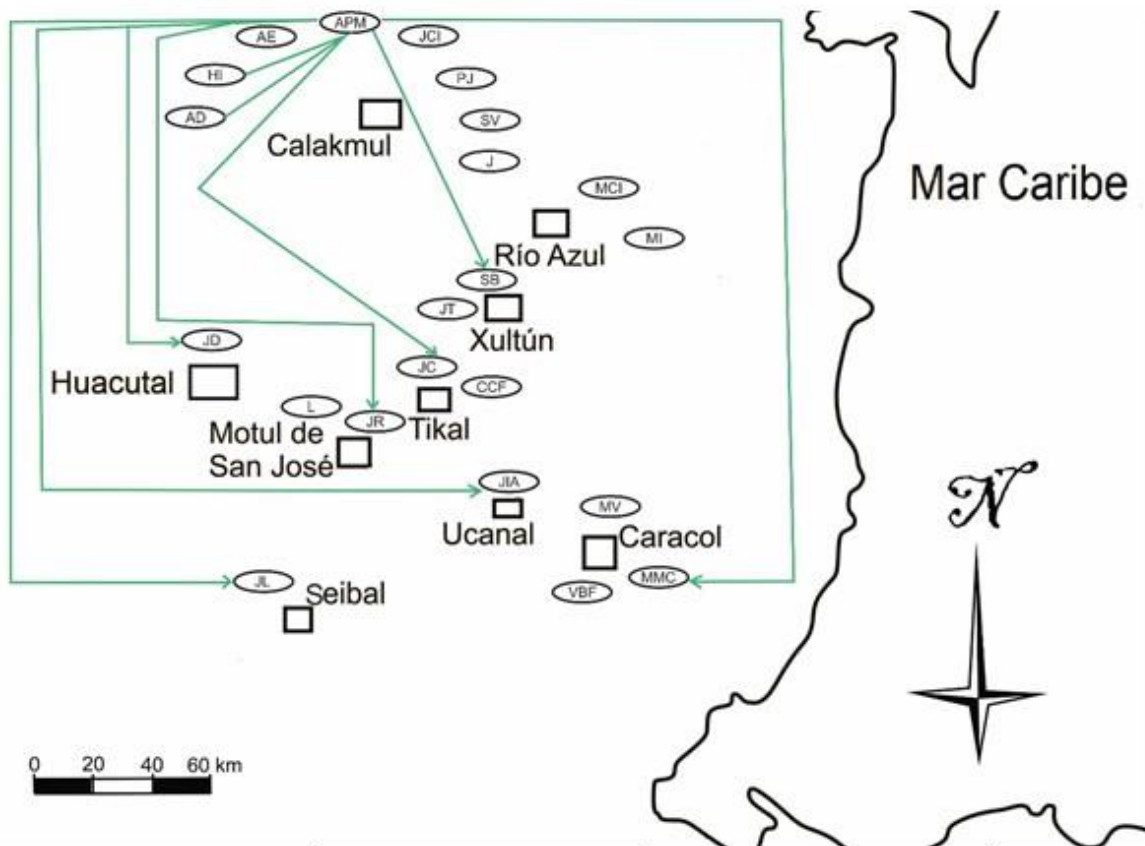 APM
AE
JCI
HI
PJ
AD
SV
Calakmul
J
MCI
Mar Caribe
Río Azul
MI
SB
JT
Xultún
JD
Huacutal
JC
CCF
L
JR
Tikal
Motul de
San José
JIA
MV
N
Ucanal
Caracol
JL
MMC
VBF
Seibal
0 20 40 60 km